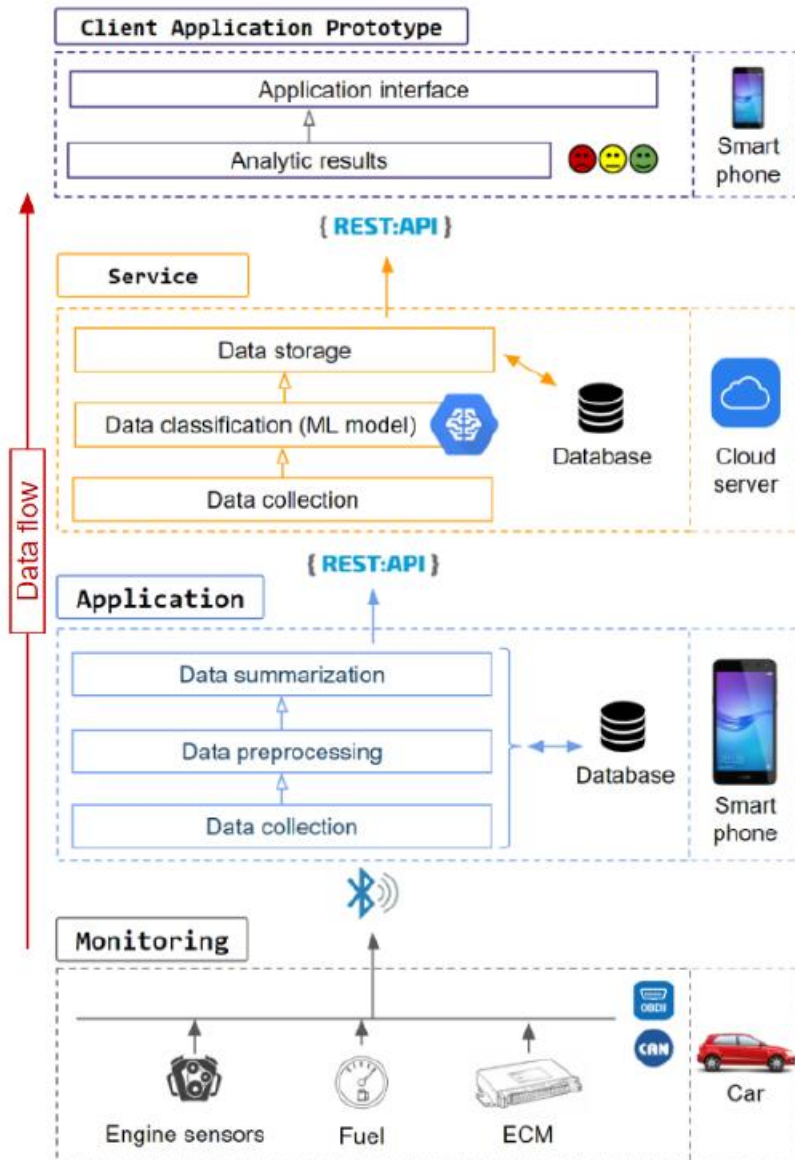 Client Application Prototype
Application interface
Analytic results
Smart
phone
{ REST:API }
Service
Data storage
Data classification (ML model)
Data collection
Database
Cloud
server
Data flow
{ REST:API }
Application
Data summarization
Data preprocessing
Data collection
Database
Smart
phone
Monitoring
OBDII
CAN
Engine sensors
Fuel
ECM
Car